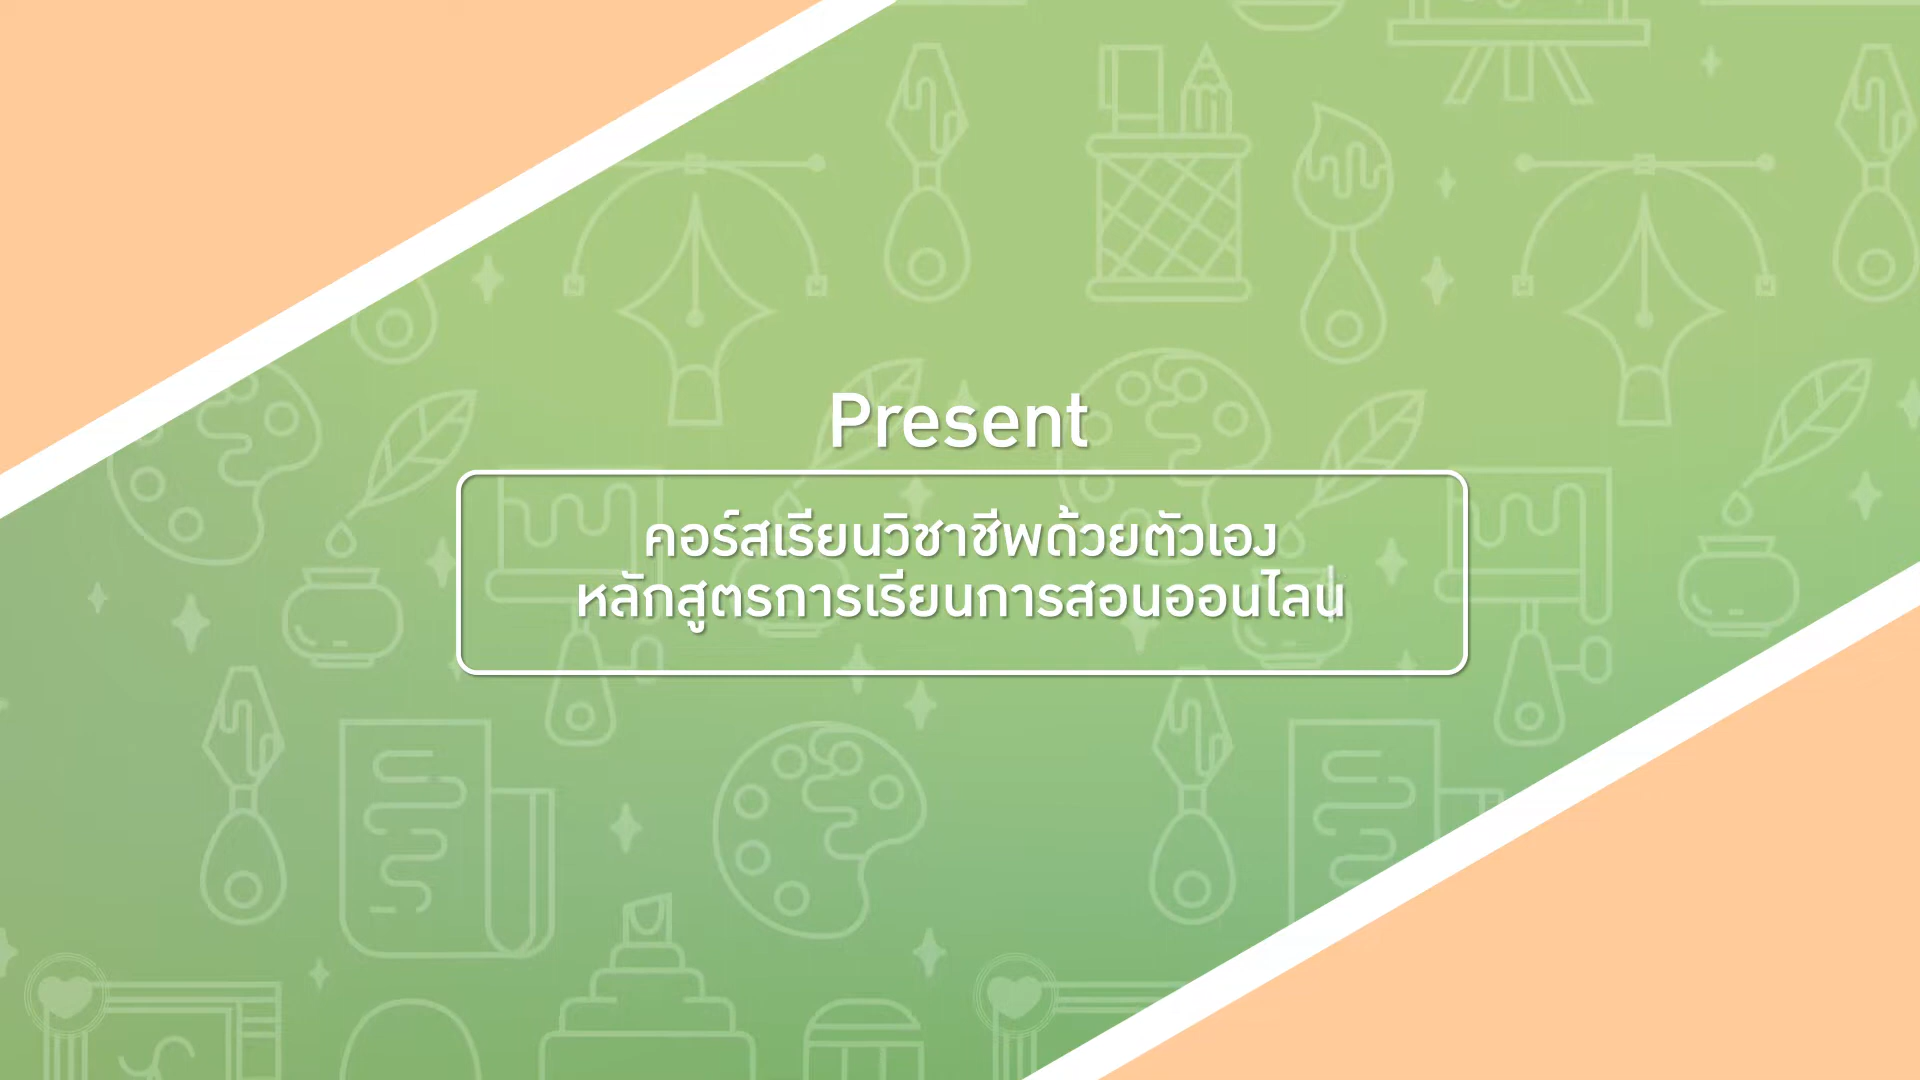 Present
คอร์สเรียนวิชาชีพด้วยตัวเอง
หลักสูตรการเรียนการสอนออนไลน์